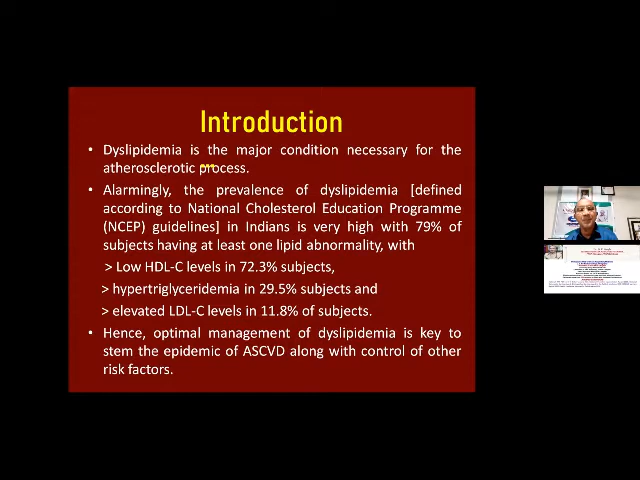 Introduction
• Dyslipidemia is the major condition necessary for the
atherosclerotic process.
• Alarmingly, the prevalence of dyslipidemia [defined
according to National Cholesterol Education Programme
(NCEP) guidelines] in Indians is very high with 79% of
subjects having at least one lipid abnormality, with
> Low HDL-C levels in 72.3% subjects,
> hypertriglyceridemia in 29.5% subjects and
> elevated LDL-C levels in 11.8% of subjects.
• Hence, optimal management of dyslipidemia is key to
stem the epidemic of ASCVD along with control of other
risk factors.